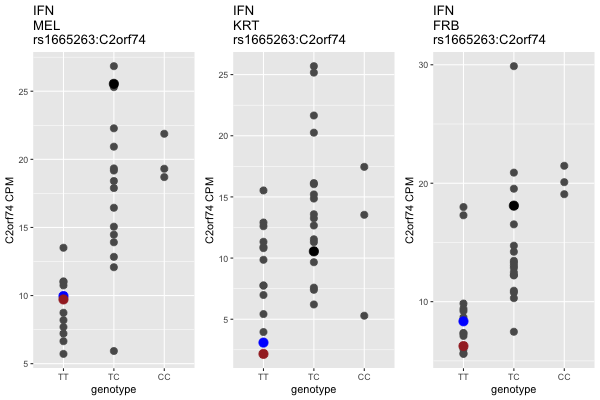 IFN
MEL
rs1665263:C2orf74
C2orf74 CPM
25
20
15
10
5
TT
TC
CC
genotype
IFN
KRT
rs1665263:C2orf74
C2orf74 CPM
25
20
15
10
5
TT
TC
CC
genotype
IFN
FRB
rs1665263:C2orf74
C2orf74 CPM
30
20
10
TT
TC
CC
genotype